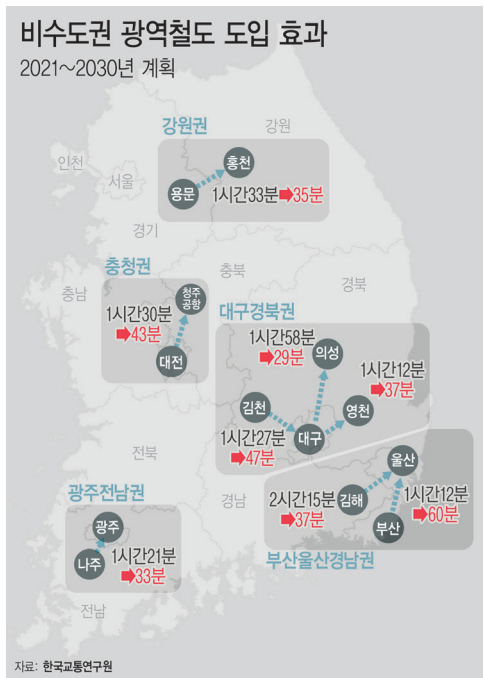 비수도권 광역철도 도입 효과
2021~2030년 계획
강원권
강원
홍천
용문
1시간33분➡35분
인천
서울
경기
충청권
충북
충남
경북
1시간30분
➡43분
청주
공항
대전
대구경북권
1시간58분
➡29분
의성
1시간12분
➡37분
김천
영천
대구
1시간27분
➡47분
전북
경남
울산
2시간15분
➡37분
김해
부산
1시간12분
➡60분
부산울산경남권
광주전남권
광주
나주
1시간21분
➡33분
전남
자료: 한국교통연구원